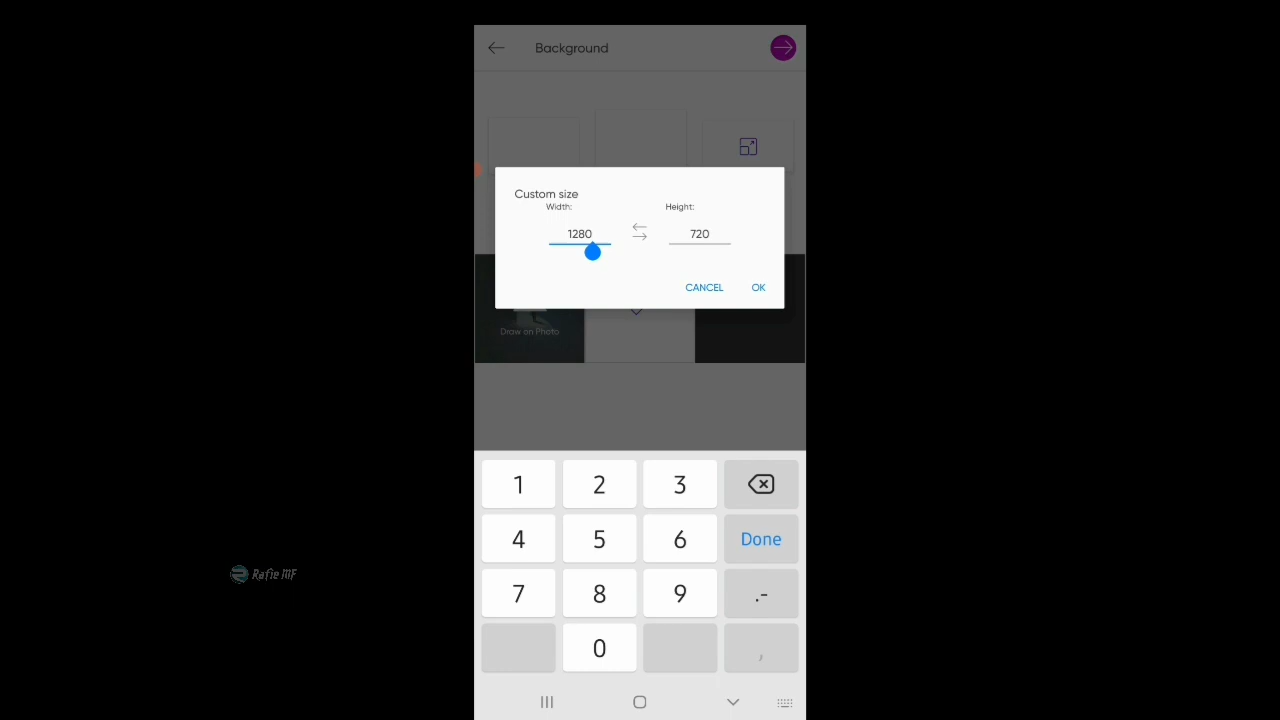 Background
Custom size
Width:
Height:
1280
720
CANCEL
OK
Draw on Photo
1
2
3
4
5
6
Done
7
8
9
.-
0
,
Rafie MF